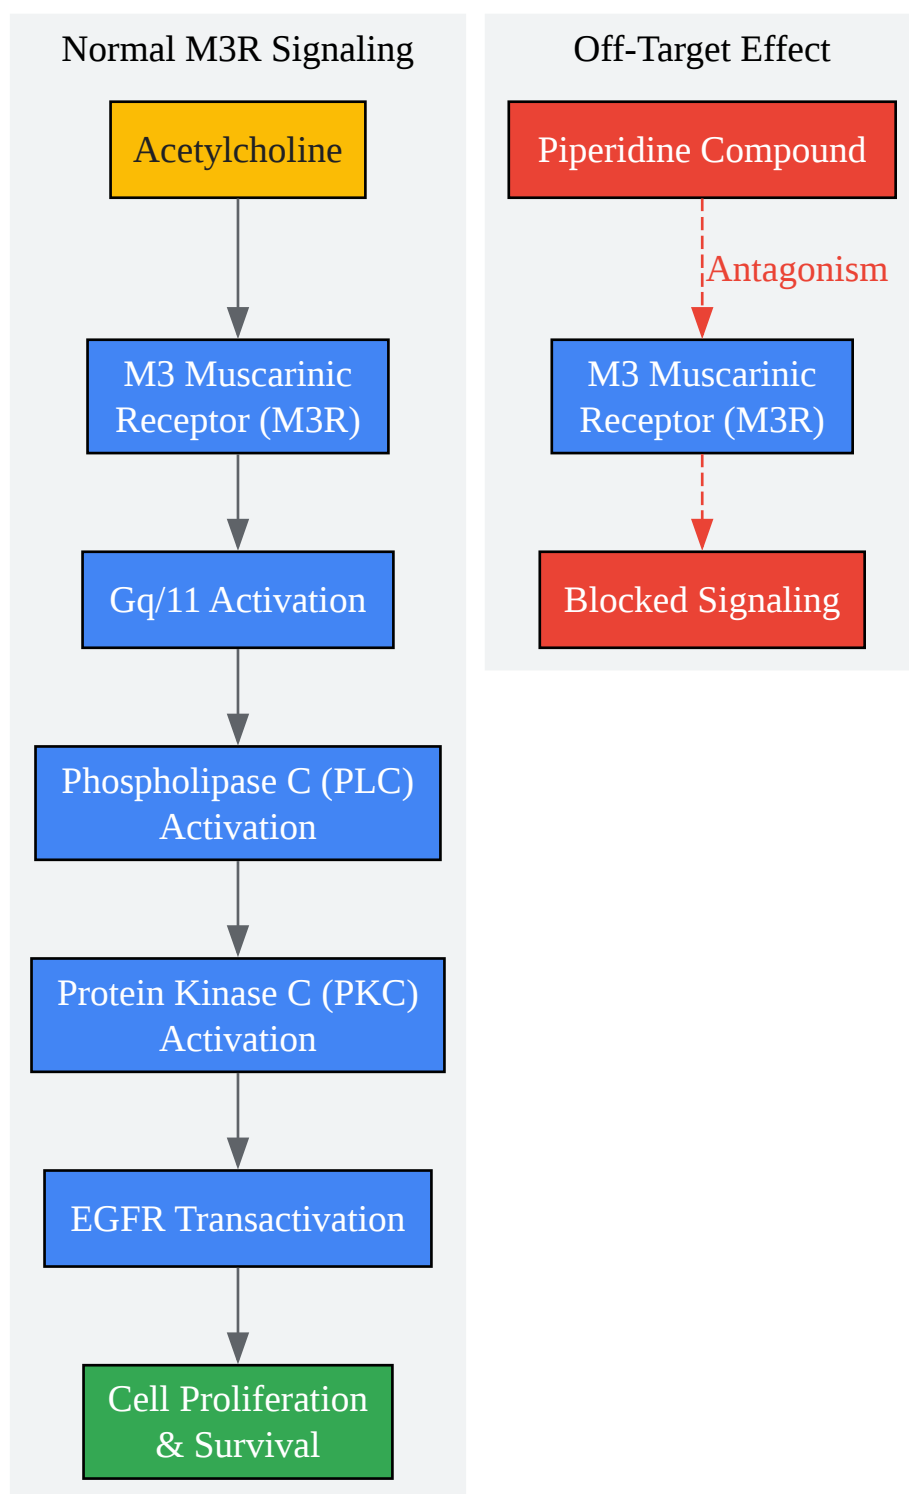 Normal M3R Signaling
Acetylcholine
M3 Muscarinic
Receptor (M3R)
Gq/11 Activation
Phospholipase C (PLC)
Activation
Protein Kinase C (PKC)
Activation
EGFR Transactivation
Cell Proliferation
& Survival
Off-Target Effect
Piperidine Compound
Antagonism
M3 Muscarinic
Receptor (M3R)
Blocked Signaling